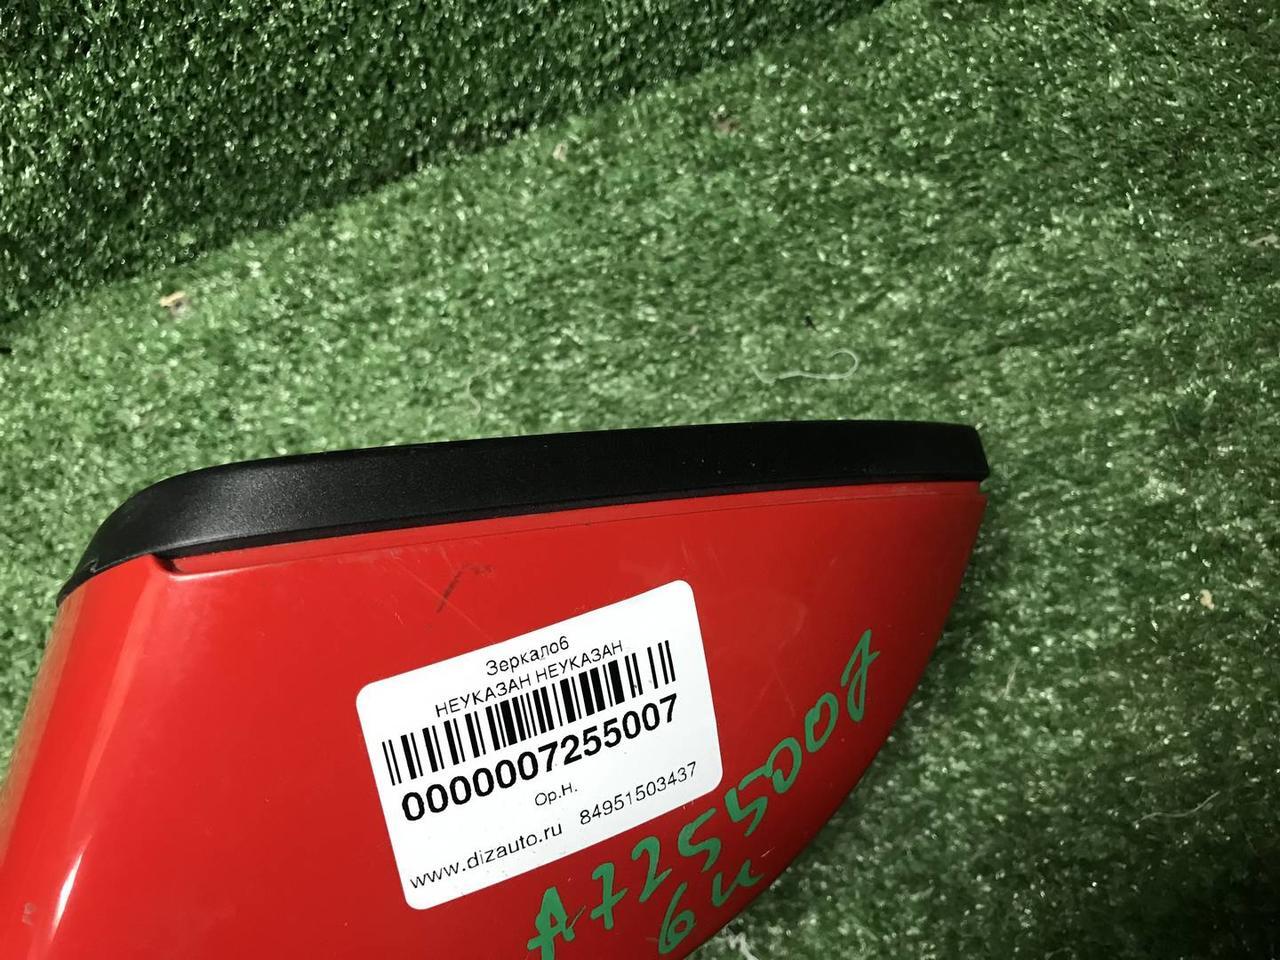 Зеркало6
НЕУКАЗАН НЕУКАЗАН
0000007255007
Ор.Н.
www.dizauto.ru 84951503437
A7255007
6и